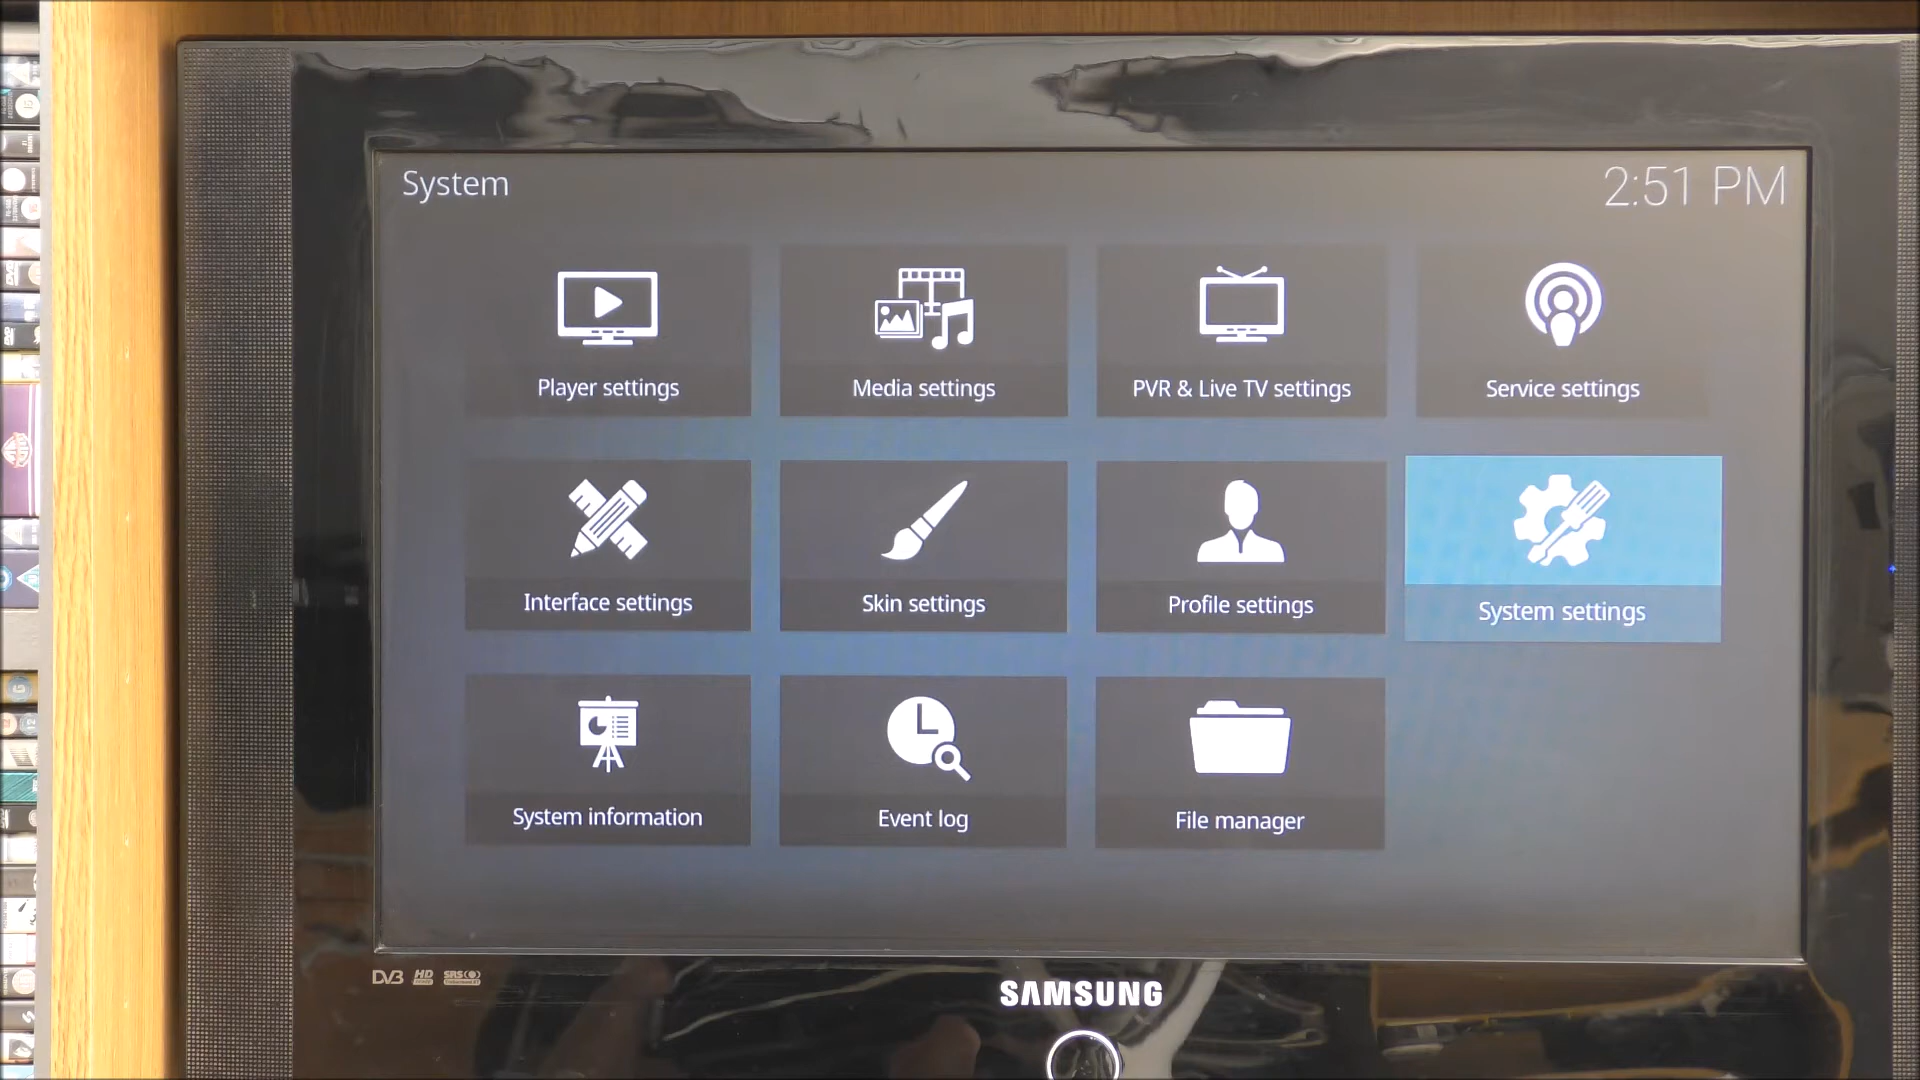 System
2:51 PM
Player settings
Media settings
PVR & Live TV settings
Service settings
Interface settings
Skin settings
Profile settings
System settings
System information
Event log
File manager
DVB
HD
SRS
SAMSUNG